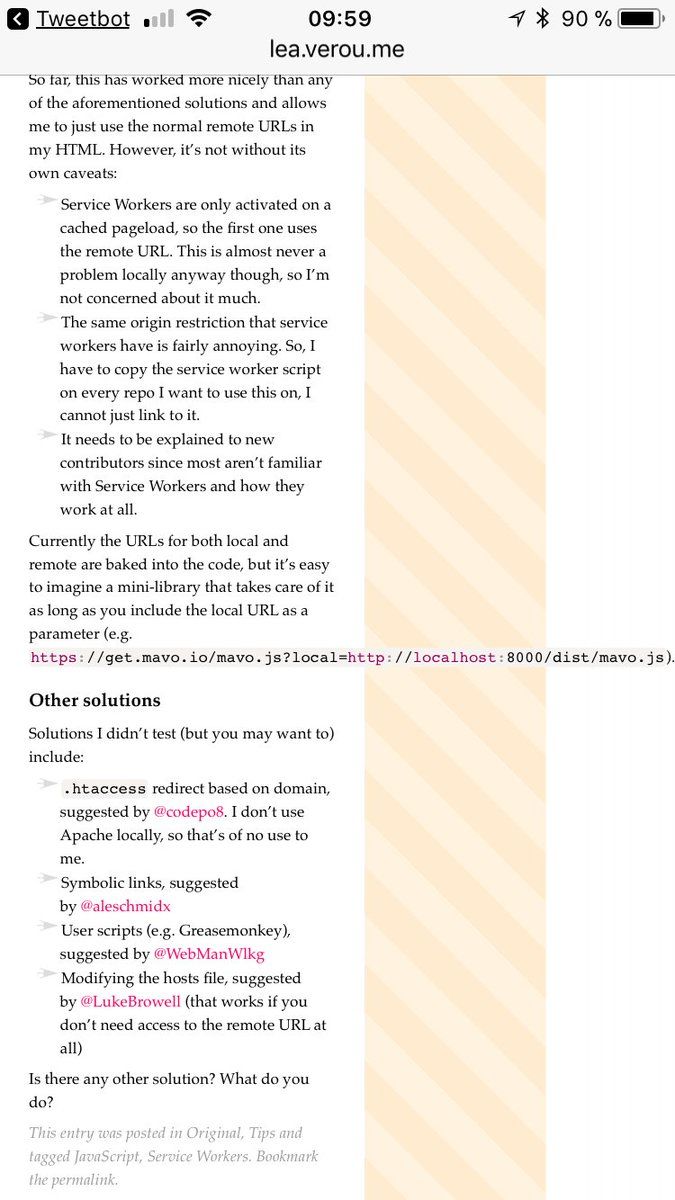 Tweetbot 09:59 90 %
lea.verou.me
So far, this has worked more nicely than any
of the aforementioned solutions and allows
me to just use the normal remote URLs in
my HTML. However, it’s not without its
own caveats:
Service Workers are only activated on a
cached pageload, so the first one uses
the remote URL. This is almost never a
problem locally anyway though, so I’m
not concerned about it much.
The same origin restriction that service
workers have is fairly annoying. So, I
have to copy the service worker script
on every repo I want to use this on, I
cannot just link to it.
It needs to be explained to new
contributors since most aren’t familiar
with Service Workers and how they
work at all.
Currently the URLs for both local and
remote are baked into the code, but it’s easy
to imagine a mini-library that takes care of it
as long as you include the local URL as a
parameter (e.g.
https://get.mavo.io/mavo.js?local=http://localhost:8000/dist/mavo.js).
Other solutions
Solutions I didn’t test (but you may want to)
include:
.htaccess redirect based on domain,
suggested by @codepo8. I don’t use
Apache locally, so that’s of no use to
me.
Symbolic links, suggested
by @aleschmidx
User scripts (e.g. Greasemonkey),
suggested by @WebManWlkg
Modifying the hosts file, suggested
by @LukeBrowell (that works if you
don’t need access to the remote URL at
all)
Is there any other solution? What do you
do?
This entry was posted in Original, Tips and
tagged JavaScript, Service Workers. Bookmark
the permalink.